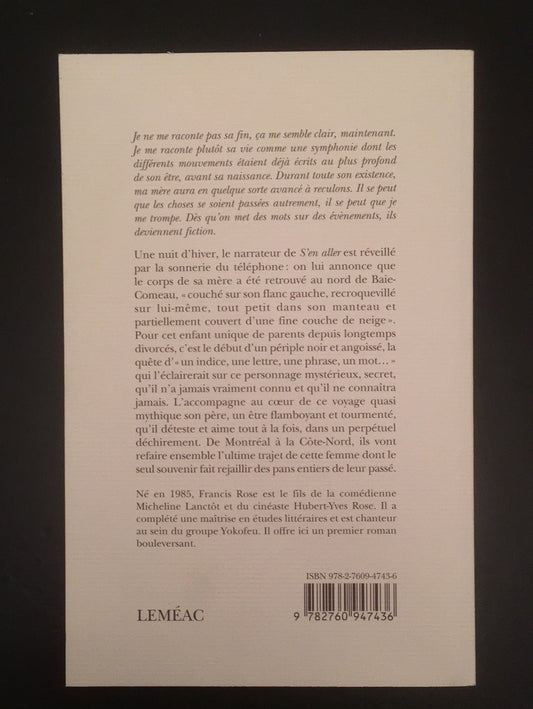 Je ne me raconte pas sa fin, ça me semble clair, maintenant.
Je me raconte plutôt sa vie comme une symphonie dont les
différents mouvements étaient déjà écrits au plus profond
de son être, avant sa naissance. Durant toute son existence,
ma mère aura en quelque sorte avancé à reculons. Il se peut
que les choses se soient passées autrement, il se peut que je
me trompe. Dès qu'on met des mots sur des évènements, ils
deviennent fiction.
Une nuit d'hiver, le narrateur de S'en aller est réveillé
par la sonnerie du téléphone : on lui annonce que
le corps de sa mère a été retrouvé au nord de Baie-
Comeau, « couché sur son flanc gauche, recroquevillé
sur lui-même, tout petit dans son manteau et
partiellement couvert d'une fine couche de neige ».
Pour cet enfant unique de parents depuis longtemps
divorcés, c'est le début d'un périple noir et angoissé, la
quête d'« un indice, une lettre, une phrase, un mot... »
qui l'éclairerait sur ce personnage mystérieux, secret,
qu'il n'a jamais vraiment connu et qu'il ne connaîtra
jamais. L'accompagne au cœur de ce voyage quasi
mythique son père, un être flamboyant et tourmenté,
qu'il déteste et aime tout à la fois, dans un perpétuel
déchirement. De Montréal à la Côte-Nord, ils vont
refaire ensemble l'ultime trajet de cette femme dont le
seul souvenir fait rejaillir des pans entiers de leur passé.
Né en 1985, Francis Rose est le fils de la comédienne
Micheline Lanctôt et du cinéaste Hubert-Yves Rose. Il a
complété une maîtrise en études littéraires et est chanteur
au sein du groupe Yokofeu. Il offre ici un premier roman
bouleversant.
ISBN 978-2-7609-4743-6
9 782760 947436
LEMÉAC